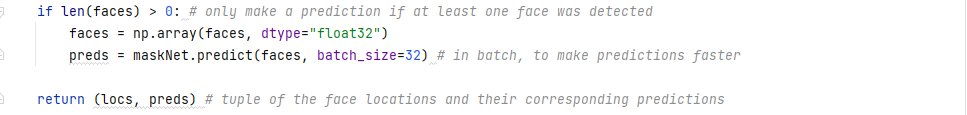 if len(faces) > 0: # only make a prediction if at least one face was detected
    faces = np.array(faces, dtype="float32")
    preds = maskNet.predict(faces, batch_size=32) # in batch, to make predictions faster
return (locs, preds) # tuple of the face locations and their corresponding predictions